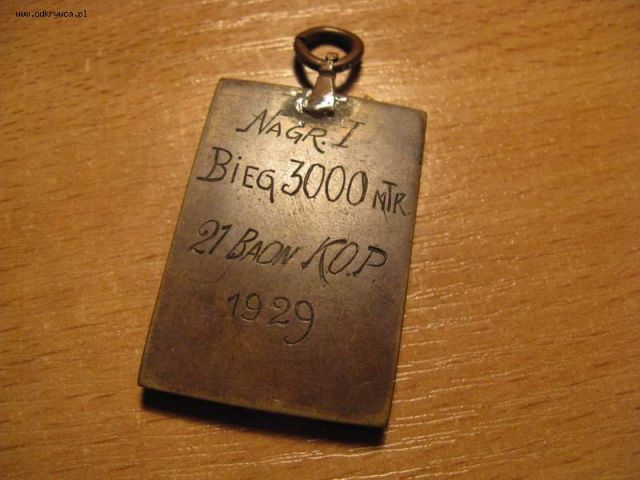 www.odkrywca.pl
NAGR. I
BIEG 3000 MTR.
21 BAON K.O.P.
1929